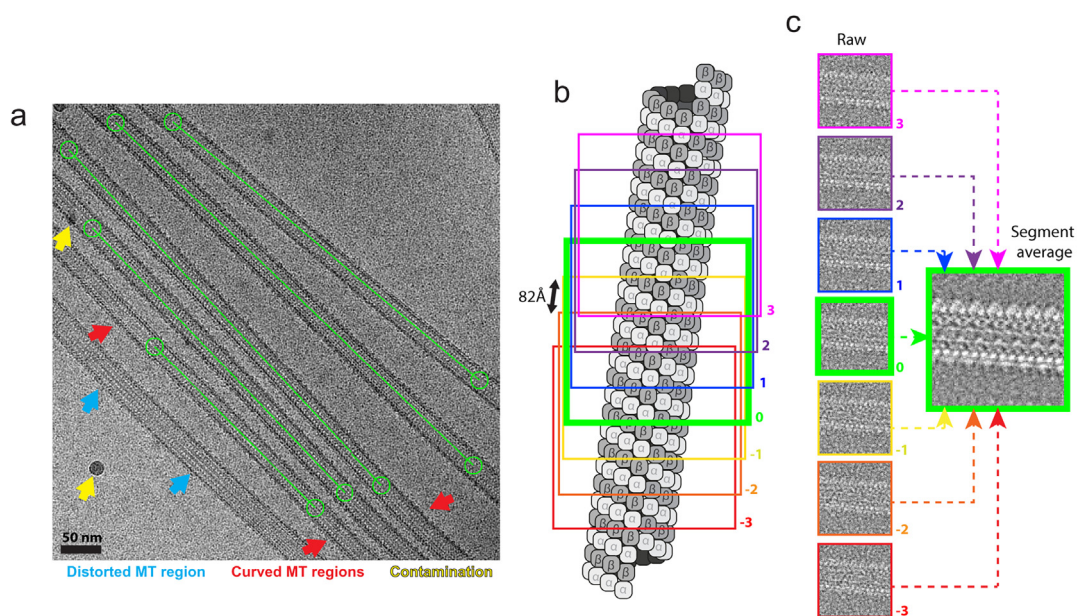 a
50 nm
Distorted MT region
Curved MT regions
Contamination
b
82Å
3
2
1
0
-1
-2
-3
c
Raw
3
2
1
0
-1
-2
-3
Segment
average